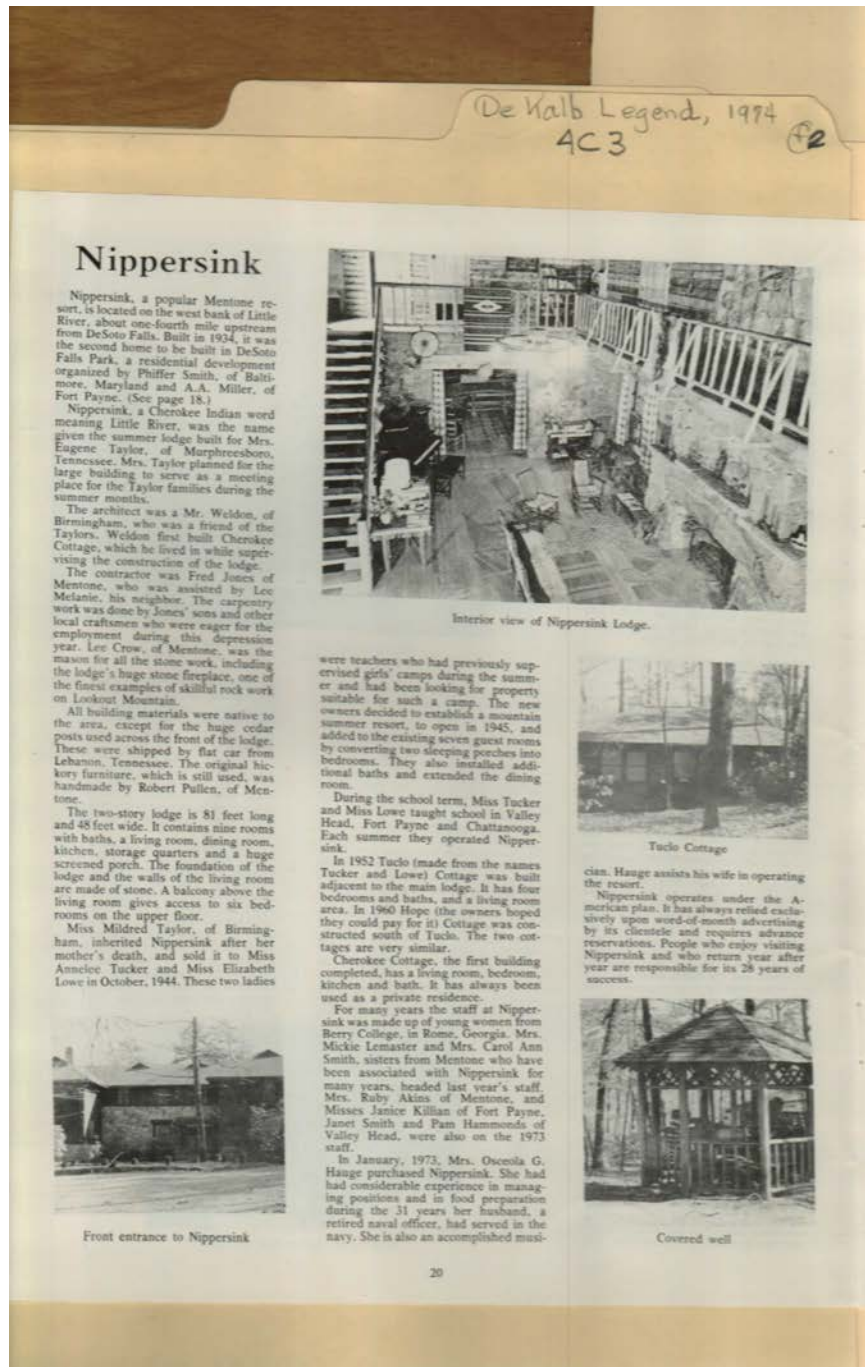 De Kalb Legend, 1974
4C3
f2
Nippersink
Nippersink, a popular Mentone re-
sort, is located on the west bank of Little
River, about one-fourth mile upstream
from DeSoto Falls. Built in 1934, it was
the second home to be built in DeSoto
Falls Park, a residential development
organized by Phiffer Smith, of Balti-
more, Maryland and A.A. Miller, of
Fort Payne. (See page 18.)
Nippersink, a Cherokee Indian word
meaning Little River, was the name
given the summer lodge built for Mrs.
Eugene Taylor, of Murphreesboro,
Tennessee. Mrs. Taylor planned for the
large building to serve as a meeting
place for the Taylor families during the
summer months.
The architect was a Mr. Weldon, of
Birmingham, who was a friend of the
Taylors. Weldon first built Cherokee
Cottage, which he lived in while super-
vising the construction of the lodge.
The contractor was Fred Jones of
Mentone, who was assisted by Lee
Melanie, his neighbor. The carpentry
work was done by Jones' sons and other
local craftsmen who were eager for the
employment during this depression
year. Lee Crow, of Mentone, was the
mason for all the stone work, including
the lodge's huge stone fireplace, one of
the finest examples of skillful rock work
on Lookout Mountain.
All building materials were native to
the area, except for the huge cedar
posts used across the front of the lodge.
These were shipped by flat car from
Lebanon, Tennessee. The original hic-
kory furniture, which is still used, was
handmade by Robert Pullen, of Men-
tone.
The two-story lodge is 81 feet long
and 48 feet wide. It contains nine rooms
with baths, a living room, dining room,
kitchen, storage quarters and a huge
screened porch. The foundation of the
lodge and the walls of the living room
are made of stone. A balcony above the
living room gives access to six bed-
rooms on the upper floor.
Miss Mildred Taylor, of Birming-
ham, inherited Nippersink after her
mother's death, and sold it to Miss
Annelee Tucker and Miss Elizabeth
Lowe in October, 1944. These two ladies
Front entrance to Nippersink
Interior view of Nippersink Lodge.
were teachers who had previously sup-
ervised girls' camps during the summ-
er and had been looking for property
suitable for such a camp. The new
owners decided to establish a mountain
summer resort, to open in 1945, and
added to the existing seven guest rooms
by converting two sleeping porches into
bedrooms. They also installed addi-
tional baths and extended the dining
room.
During the school term, Miss Tucker
and Miss Lowe taught school in Valley
Head, Fort Payne and Chattanooga.
Each summer they operated Nipper-
sink.
In 1952 Tuclo (made from the names
Tucker and Lowe) Cottage was built
adjacent to the main lodge. It has four
bedrooms and baths, and a living room
area. In 1960 Hope (the owners hoped
they could pay for it) Cottage was con-
structed south of Tuclo. The two cot-
tages are very similar.
Cherokee Cottage, the first building
completed, has a living room, bedroom,
kitchen and bath. It has always been
used as a private residence.
For many years the staff at Nipper-
sink was made up of young women from
Berry College, in Rome, Georgia. Mrs.
Mickie Lemaster and Mrs. Carol Ann
Smith, sisters from Mentone who have
been associated with Nippersink for
many years, headed last year's staff.
Mrs. Ruby Akins of Mentone, and
Misses Janice Killian of Fort Payne,
Janet Smith and Pam Hammonds of
Valley Head, were also on the 1973
staff.
In January, 1973, Mrs. Osceola G.
Hauge purchased Nippersink. She had
had considerable experience in manag-
ing positions and in food preparation
during the 31 years her husband, a
retired naval officer, had served in the
navy. She is also an accomplished musi-
Tuclo Cottage
cian. Hauge assists his wife in operating
the resort.
Nippersink operates under the A-
merican plan. It has always relied exclu-
sively upon word-of-month advertising
by its clientele and requires advance
reservations. People who enjoy visiting
Nippersink and who return year after
year are responsible for its 28 years of
success.
Covered well
20